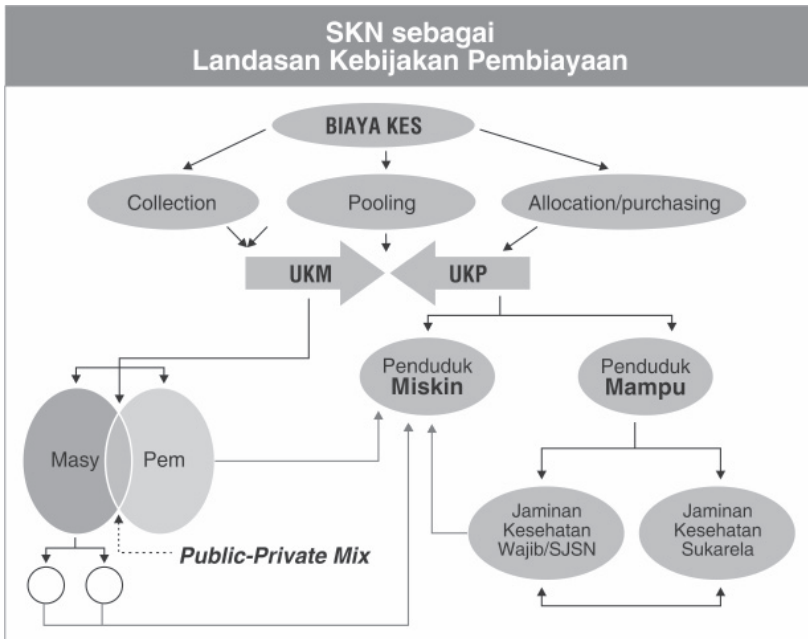 SKN sebagai
Landasan Kebijakan Pembiayaan
BIAYA KES
Collection
Pooling
Allocation/purchasing
UKM
UKP
Penduduk
Miskin
Penduduk
Mampu
Masy
Pem
Jaminan
Kesehatan
Wajib/SJSN
Jaminan
Kesehatan
Sukarela
Public-Private Mix